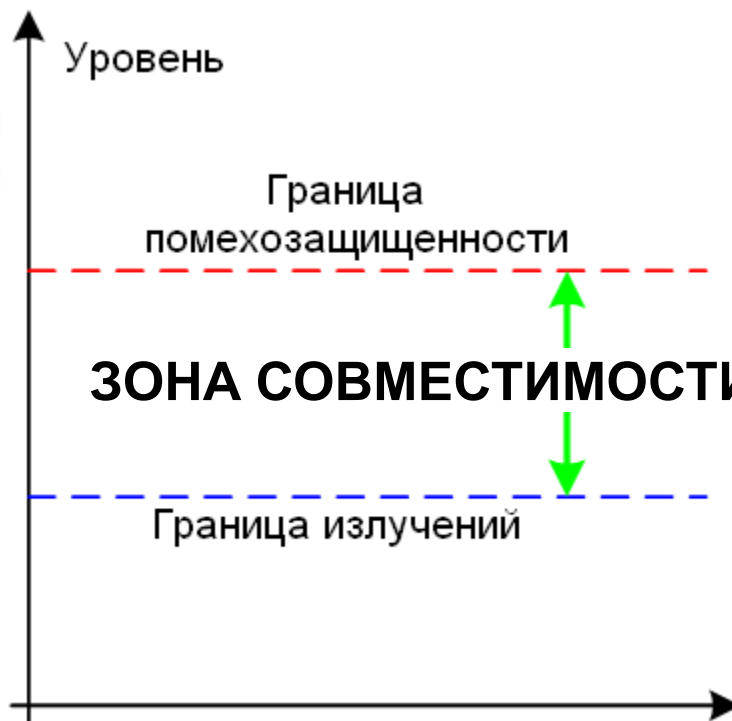 Уровень
Граница
помехозащищенности
ЗОНА СОВМЕСТИМОСТИ
Граница излучений